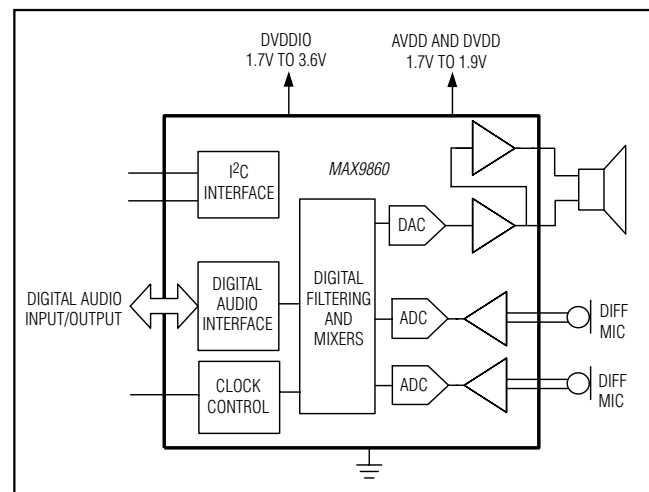 DVDDIO
1.7V TO 3.6V
AVDD AND DVDD
1.7V TO 1.9V
I²C
INTERFACE
MAX9860
DAC
DIGITAL AUDIO
INPUT/OUTPUT
DIGITAL
AUDIO
INTERFACE
DIGITAL
FILTERING
AND
MIXERS
ADC
DIFF
MIC
CLOCK
CONTROL
ADC
DIFF
MIC